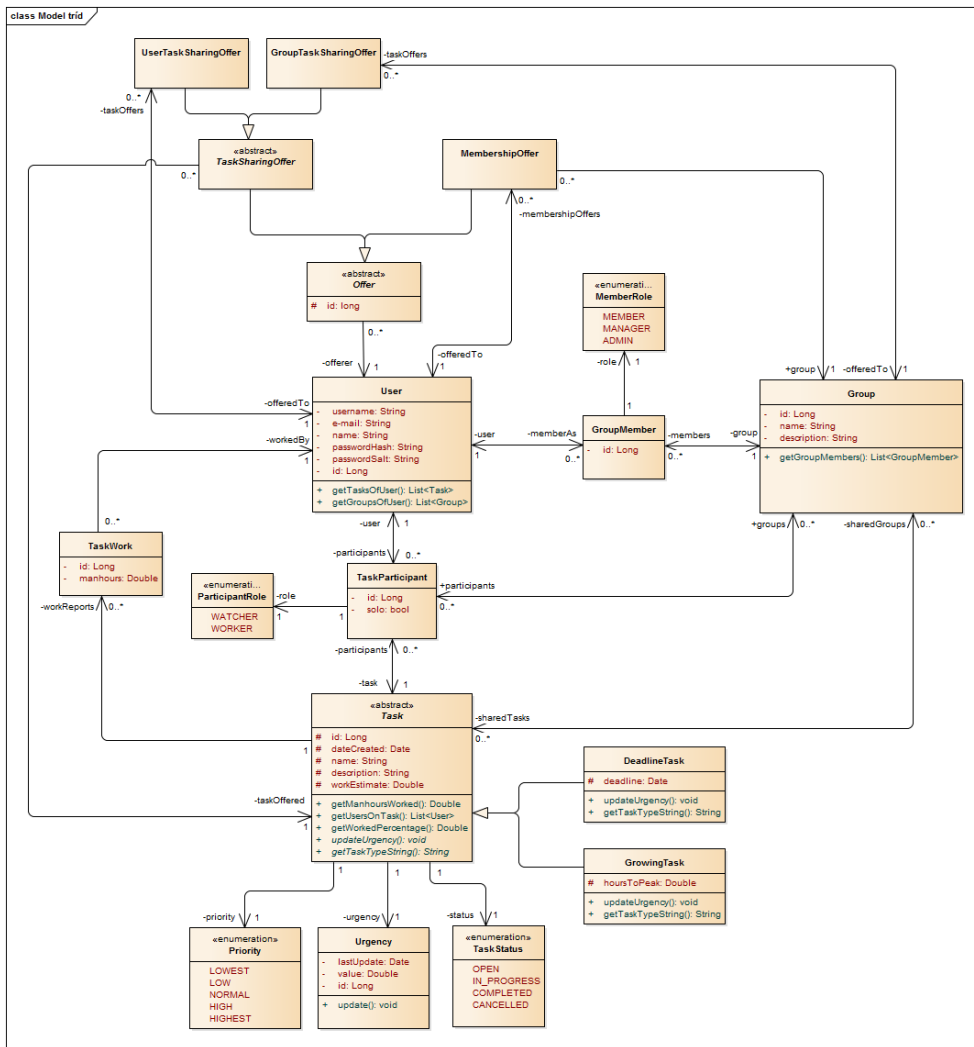 class Model tríd
UserTaskSharingOffer
GroupTaskSharingOffer
-taskOffers
0..*
0..*
-taskOffers
«abstract»
TaskSharingOffer
0..*
MembershipOffer
0..*
0..*
-membershipOffers
«abstract»
Offer
# id: long
0..*
-offerer
1
-offeredTo
1
«enumerati...
MemberRole
MEMBER
MANAGER
ADMIN
-role
1
1
+group
1
-offeredTo
1
User
- username: String
- e-mail: String
- name: String
- passwordHash: String
- passwordSalt: String
- id: Long
+ getTasksOfUser(): List<Task>
+ getGroupsOfUser(): List<Group>
-offeredTo
1
-workedBy
1
-user
1
-memberAs
0..*
GroupMember
- id: Long
-members
0..*
-group
1
Group
- id: Long
- name: String
- description: String
+ getGroupMembers(): List<GroupMember>
0..*
TaskWork
- id: Long
- manhours: Double
-workReports
0..*
-user
1
-participants
0..*
+groups
0..*
-sharedGroups
0..*
«enumerati...
ParticipantRole
WATCHER
WORKER
-role
1
1
TaskParticipant
- id: Long
- solo: bool
+participants
0..*
-participants
0..*
-task
1
«abstract»
Task
# id: Long
# dateCreated: Date
# name: String
# description: String
# workEstimate: Double
+ getManhoursWorked(): Double
+ getUsersOnTask(): List<User>
+ getWorkedPercentage(): Double
+ updateUrgency(): void
+ getTaskTypeString(): String
-sharedTasks
0..*
1
-taskOffered
1
DeadlineTask
# deadline: Date
+ updateUrgency(): void
+ getTaskTypeString(): String
GrowingTask
# hoursToPeak: Double
+ updateUrgency(): void
+ getTaskTypeString(): String
1
1
1
-priority
1
-urgency
1
-status
1
«enumeration»
Priority
LOWEST
LOW
NORMAL
HIGH
HIGHEST
Urgency
- lastUpdate: Date
- value: Double
- id: Long
+ update(): void
«enumeration»
TaskStatus
OPEN
IN_PROGRESS
COMPLETED
CANCELLED